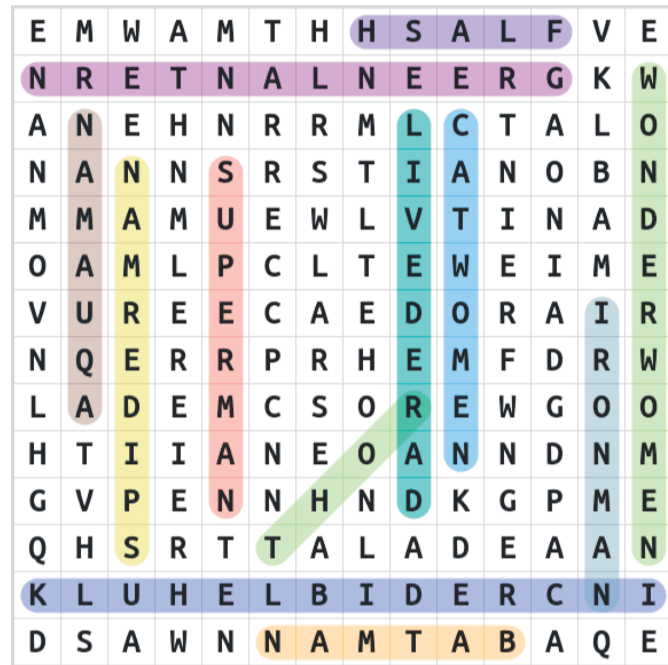 E M W A M T H H S A L F V E
N R E T N A L N E E R G K W
A N E H N R R M L C T A L O
N A N N S R S T I A N O B N
M M A M U E W L V T I N A D
O A M L P C L T E W E I M E
V U R E E C A E D O R A I R
N Q E R R P R H E M F D R W
L A D E M C S O R E W G O O
H T I I A N E O A N N D N M
G V P E N N H N D K G P M E
Q H S R T T A L A D E A A N
K L U H E L B I D E R C N I
D S A W N N A M T A B A Q E